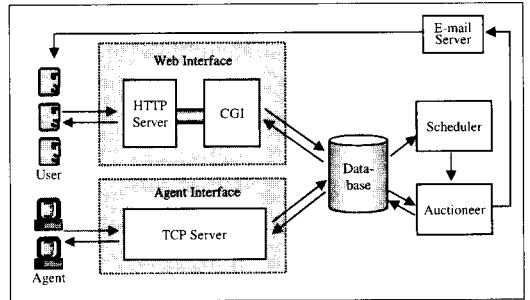 E-mail
Server
Web Interface
HTTP
Server
CGI
User
Scheduler
Data-
base
Agent Interface
TCP Server
Auctioneer
Agent